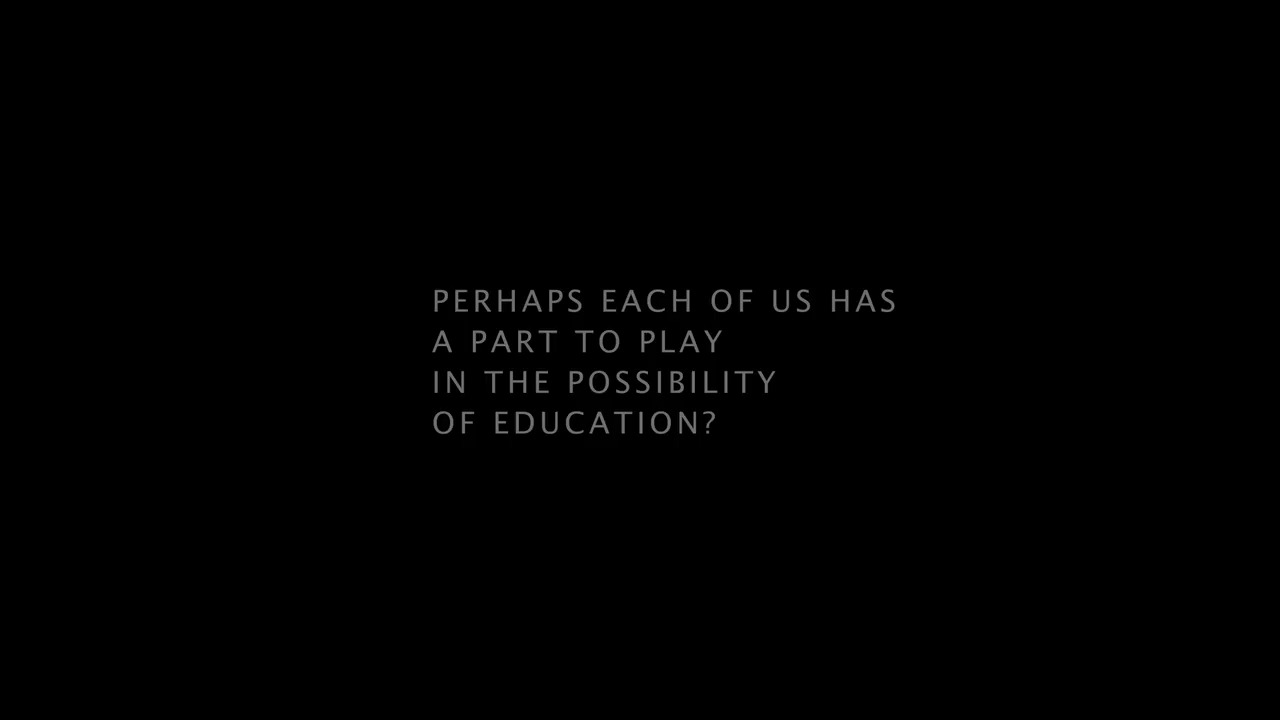 PERHAPS EACH OF US HAS
A PART TO PLAY
IN THE POSSIBILITY
OF EDUCATION?